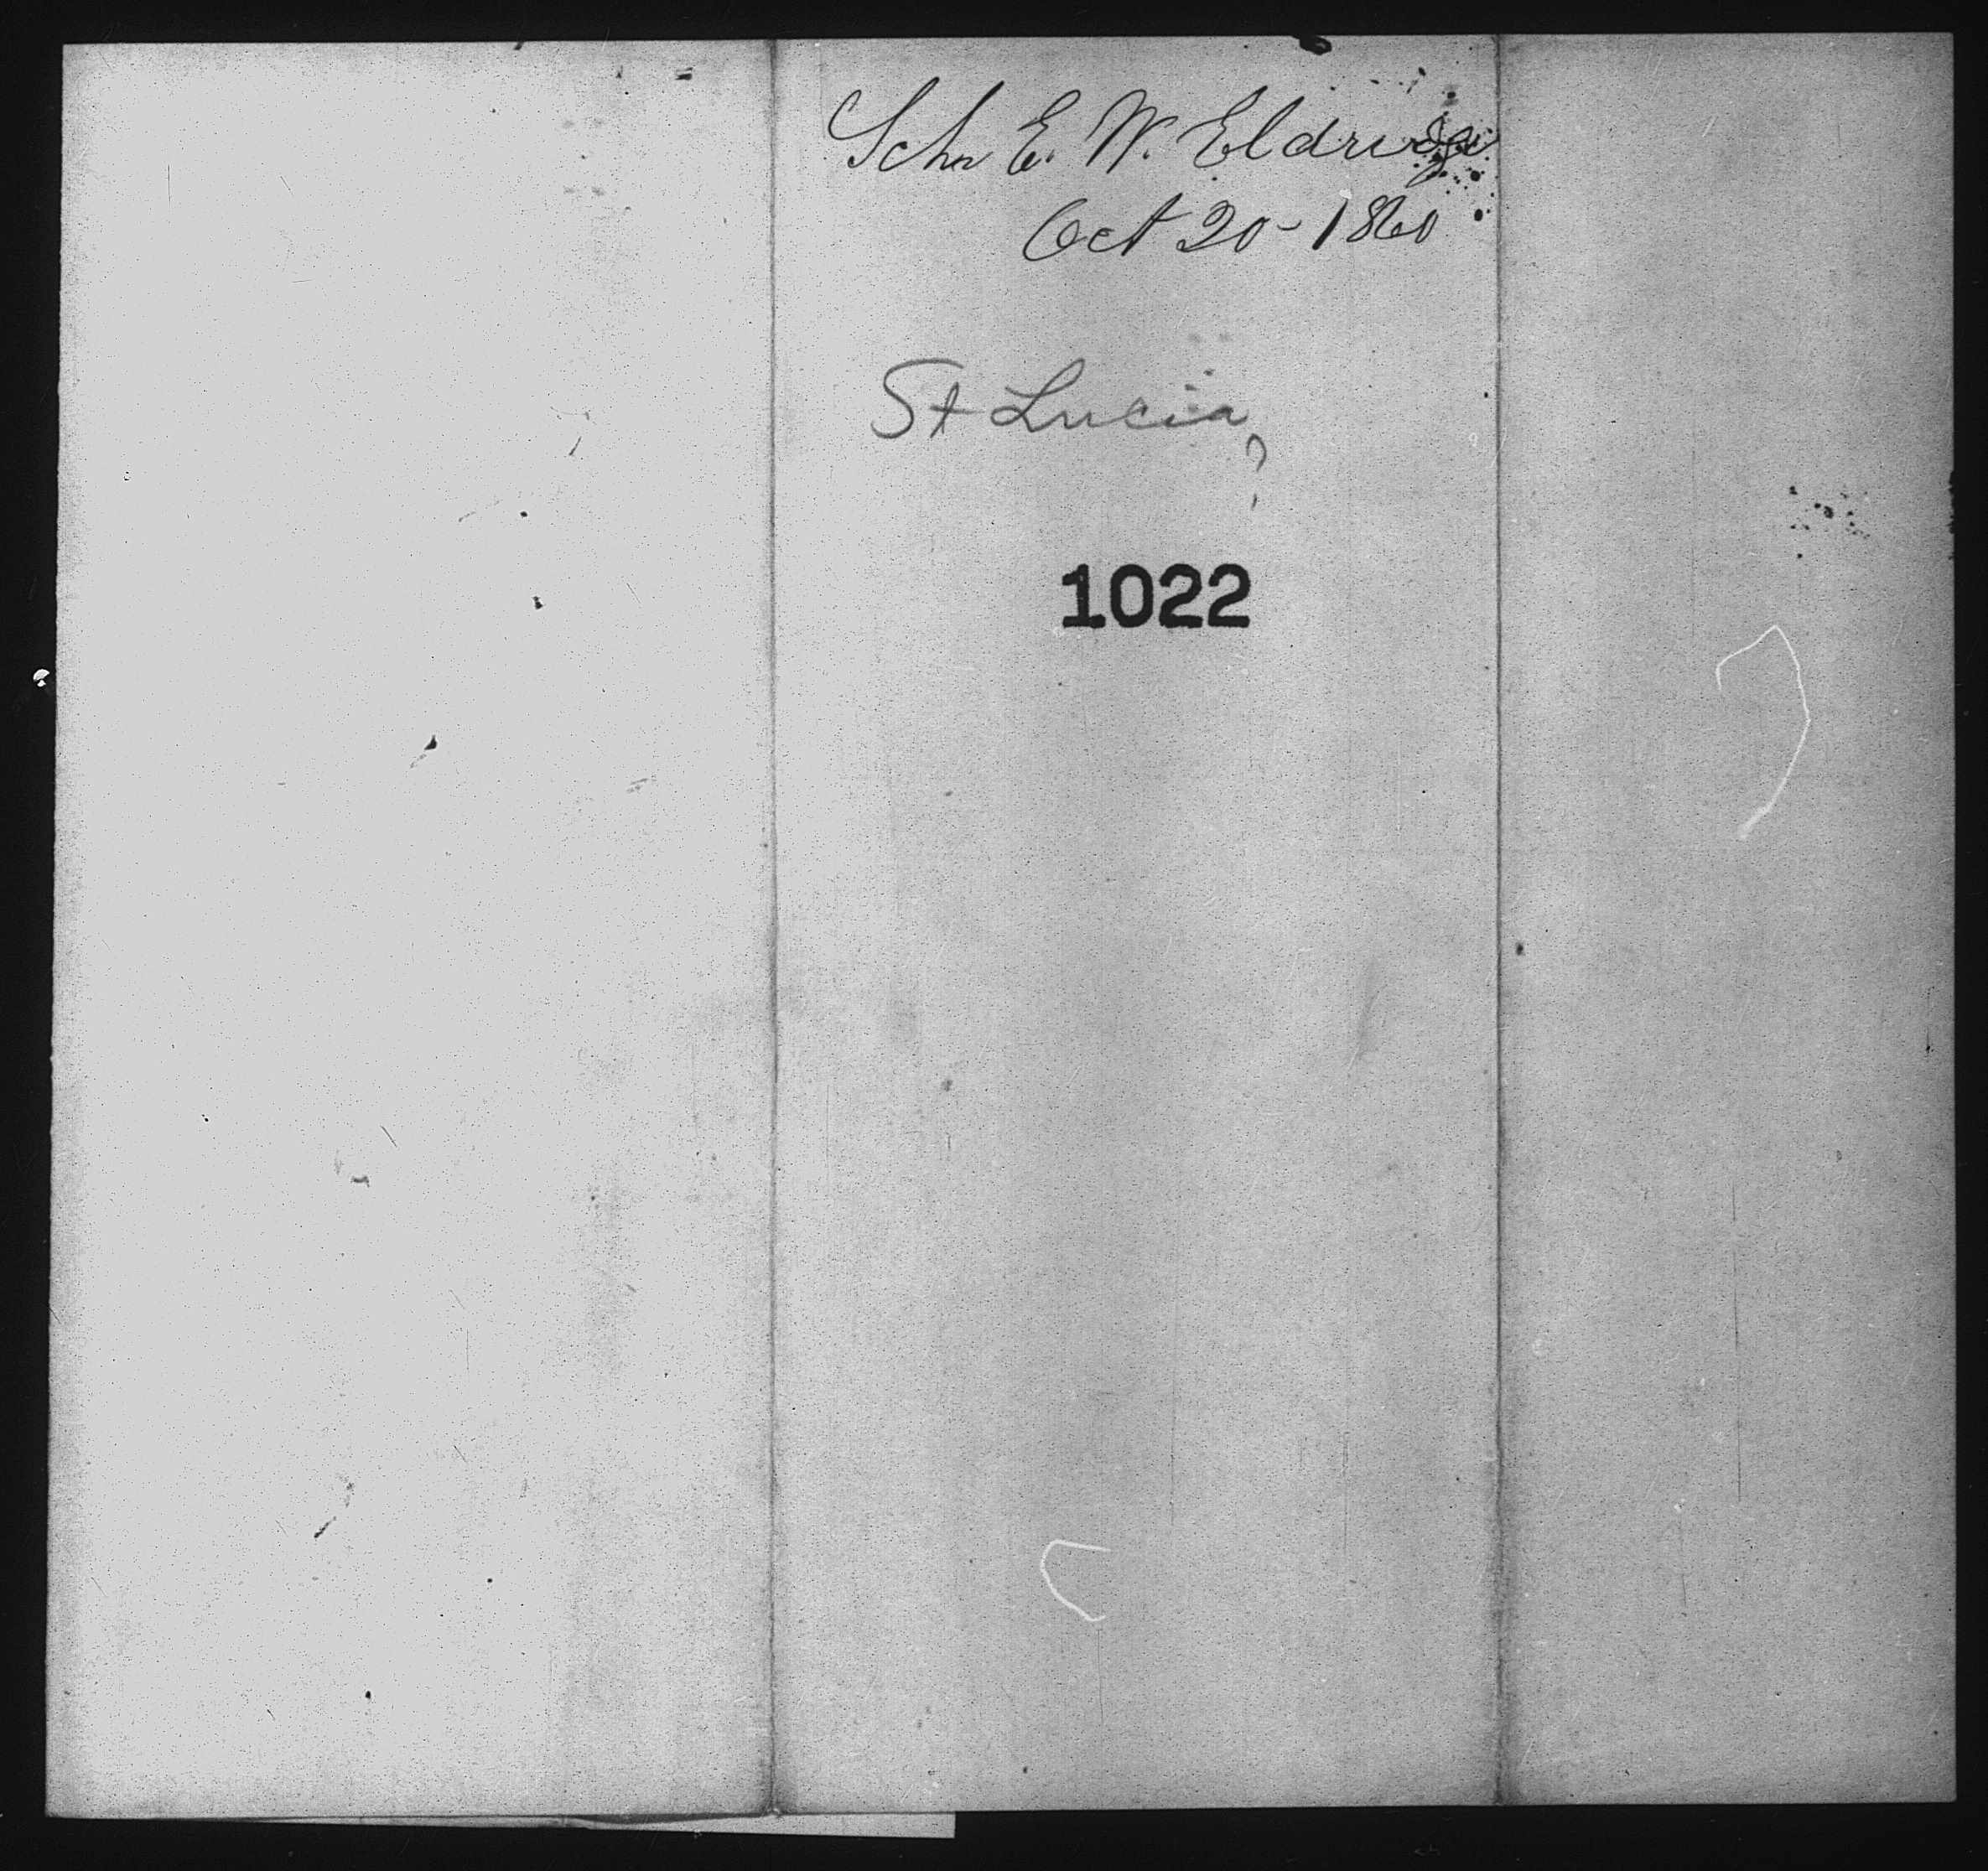 Schr E. W. Eldridge
Oct 20 - 1860
St Lucia
?
1022